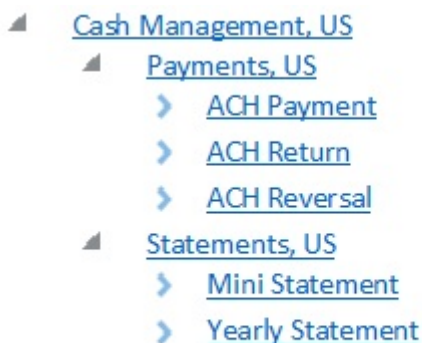 Cash Management, US
Payments, US
ACH Payment
ACH Return
ACH Reversal
Statements, US
Mini Statement
Yearly Statement